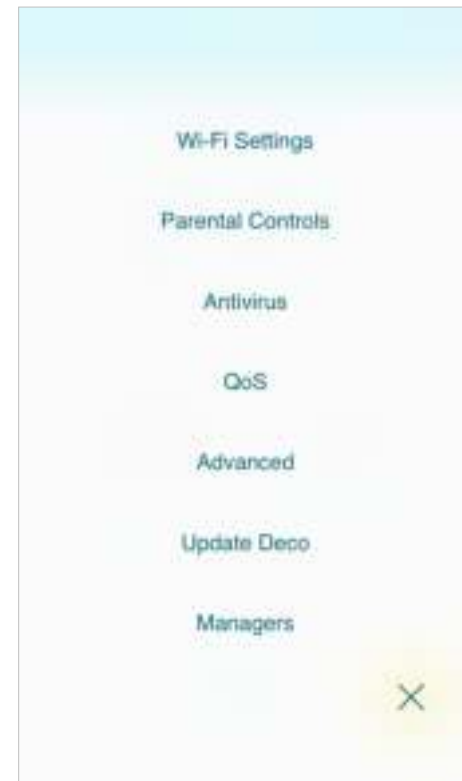 Wi-Fi Settings
Parental Controls
Antivirus
QoS
Advanced
Update Deco
Managers